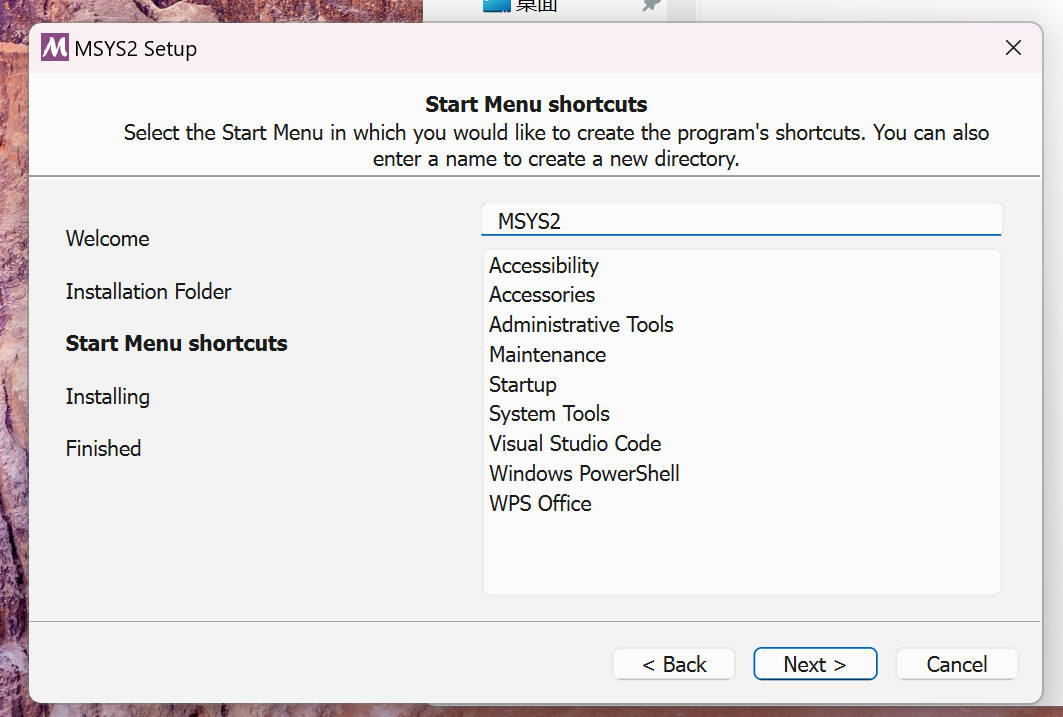 桌面
MSYS2 Setup
Start Menu shortcuts
Select the Start Menu in which you would like to create the program's shortcuts. You can also
enter a name to create a new directory.
Welcome
Installation Folder
Start Menu shortcuts
Installing
Finished
MSYS2
Accessibility
Accessories
Administrative Tools
Maintenance
Startup
System Tools
Visual Studio Code
Windows PowerShell
WPS Office
< Back
Next >
Cancel